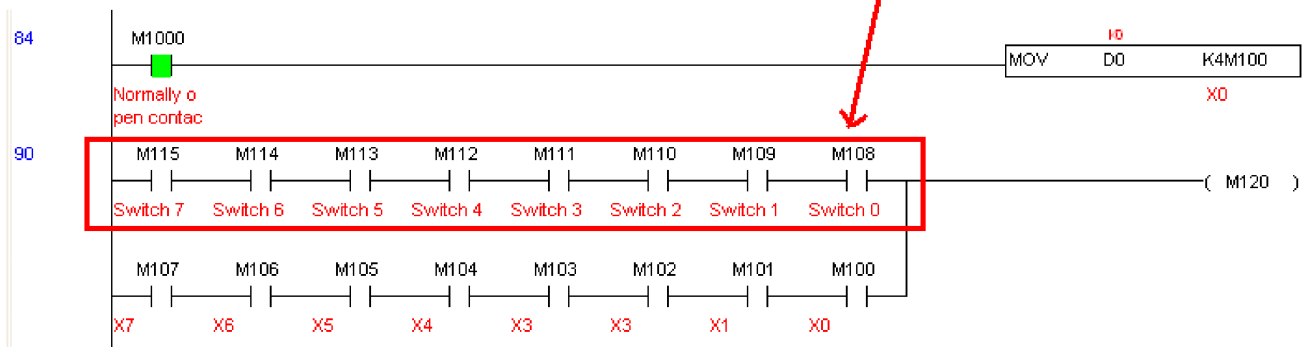 84 M1000
MOV D0 K4M100
Normally o
pen contac
X0
90 M115 M114 M113 M112 M111 M110 M109 M108
( M120 )
Switch 7 Switch 6 Switch 5 Switch 4 Switch 3 Switch 2 Switch 1 Switch 0
M107 M106 M105 M104 M103 M102 M101 M100
X7 X6 X5 X4 X3 X3 X1 X0